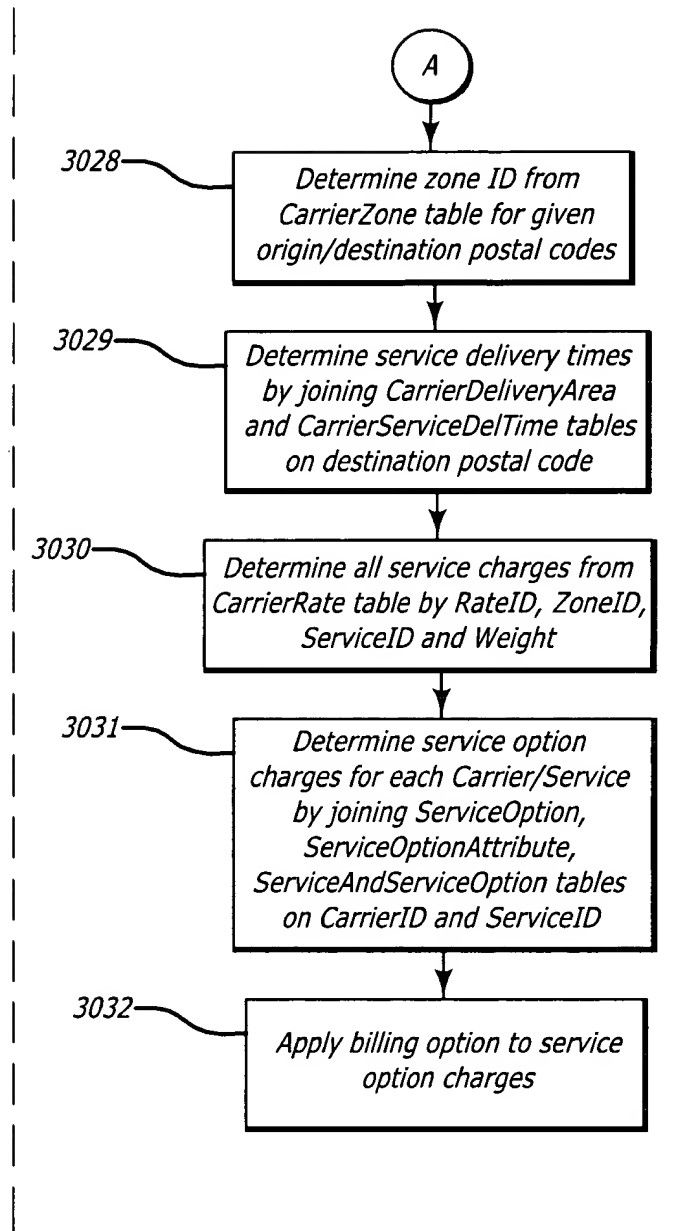 A
3028
Determine zone ID from
CarrierZone table for given
origin/destination postal codes
3029
Determine service delivery times
by joining CarrierDeliveryArea
and CarrierServiceDelTime tables
on destination postal code
3030
Determine all service charges from
CarrierRate table by RateID, ZoneID,
ServiceID and Weight
3031
Determine service option
charges for each Carrier/Service
by joining ServiceOption,
ServiceOptionAttribute,
ServiceAndServiceOption tables
on CarrierID and ServiceID
3032
Apply billing option to service
option charges